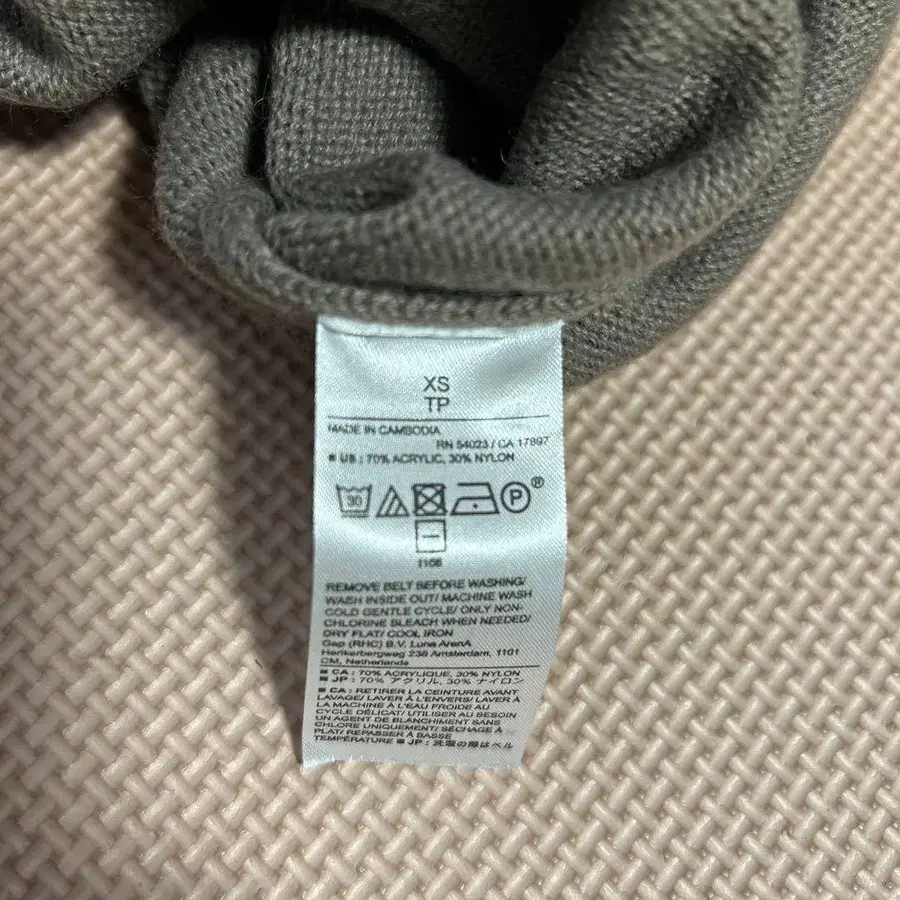 XS
TP
MADE IN CAMBODIA
RN 54023 / CA 17897
■ US : 70% ACRYLIC, 30% NYLON
30 P®
1106
REMOVE BELT BEFORE WASHING/
WASH INSIDE OUT/ MACHINE WASH
COLD GENTLE CYCLE/ ONLY NON-
CHLORINE BLEACH WHEN NEEDED/
DRY FLAT/ COOL IRON
Gap (RHC) B.V. Luna ArenA
Herikerbergweg 238 Amsterdam, 1101
CM, Netherlands
■ CA : 70% ACRYLIQUE, 30% NYLON
■ JP : 70% アクリル, 30% ナイロン
■ CA : RETIRER LA CEINTURE AVANT
LAVAGE/ LAVER À L'ENVERS/ LAVER À
LA MACHINE À L'EAU FROIDE AU
CYCLE DÉLICAT/ UTILISER AU BESOIN
UN AGENT DE BLANCHIMENT SANS
CHLORE UNIQUEMENT/ SÉCHAGE À
PLAT/ REPASSER À BASSE
TEMPÉRATURE ■ JP : 洗濯の際はベル